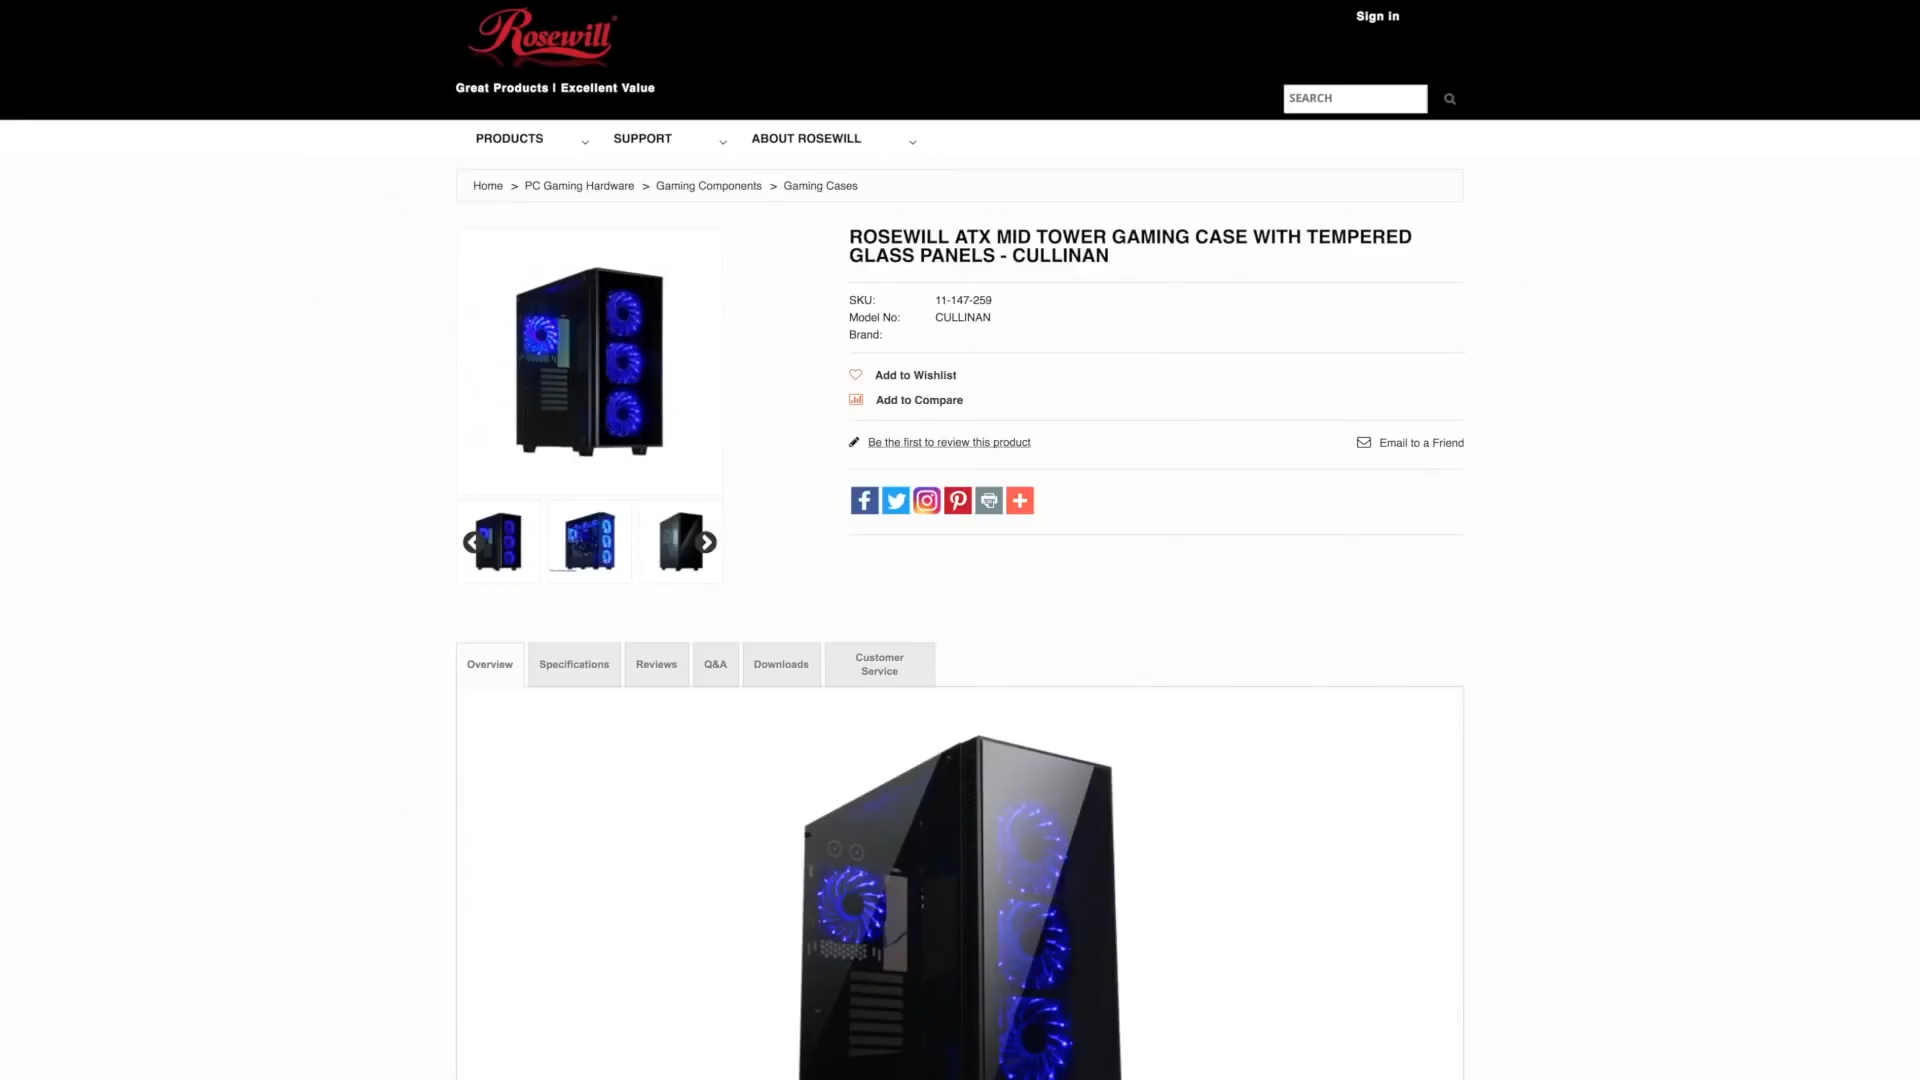 Rosewill
Sign in
Great Products | Excellent Value
SEARCH
PRODUCTS
SUPPORT
ABOUT ROSEWILL
Home > PC Gaming Hardware > Gaming Components > Gaming Cases
ROSEWILL ATX MID TOWER GAMING CASE WITH TEMPERED
GLASS PANELS - CULLINAN
SKU: 11-147-259
Model No: CULLINAN
Brand:
Add to Wishlist
Add to Compare
Be the first to review this product
Email to a Friend
Overview
Specifications
Reviews
Q&A
Downloads
Customer
Service